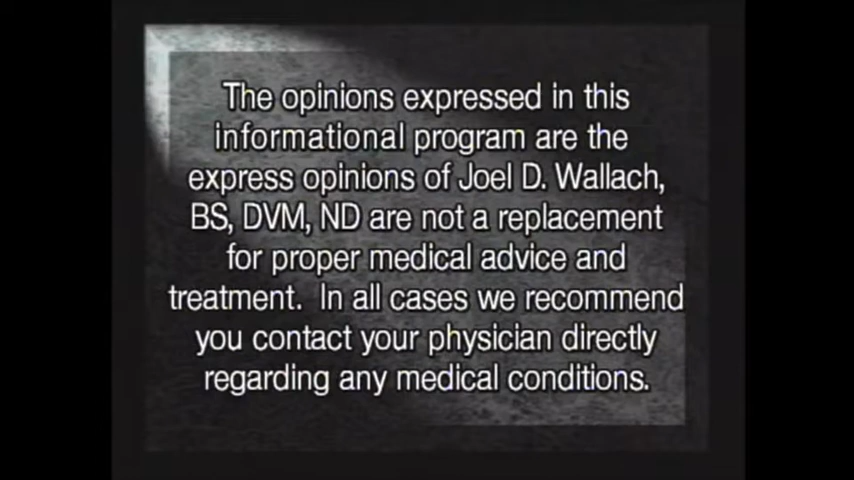 The opinions expressed in this
informational program are the
express opinions of Joel D. Wallach,
BS, DVM, ND are not a replacement
for proper medical advice and
treatment.  In all cases we recommend
you contact your physician directly
regarding any medical conditions.